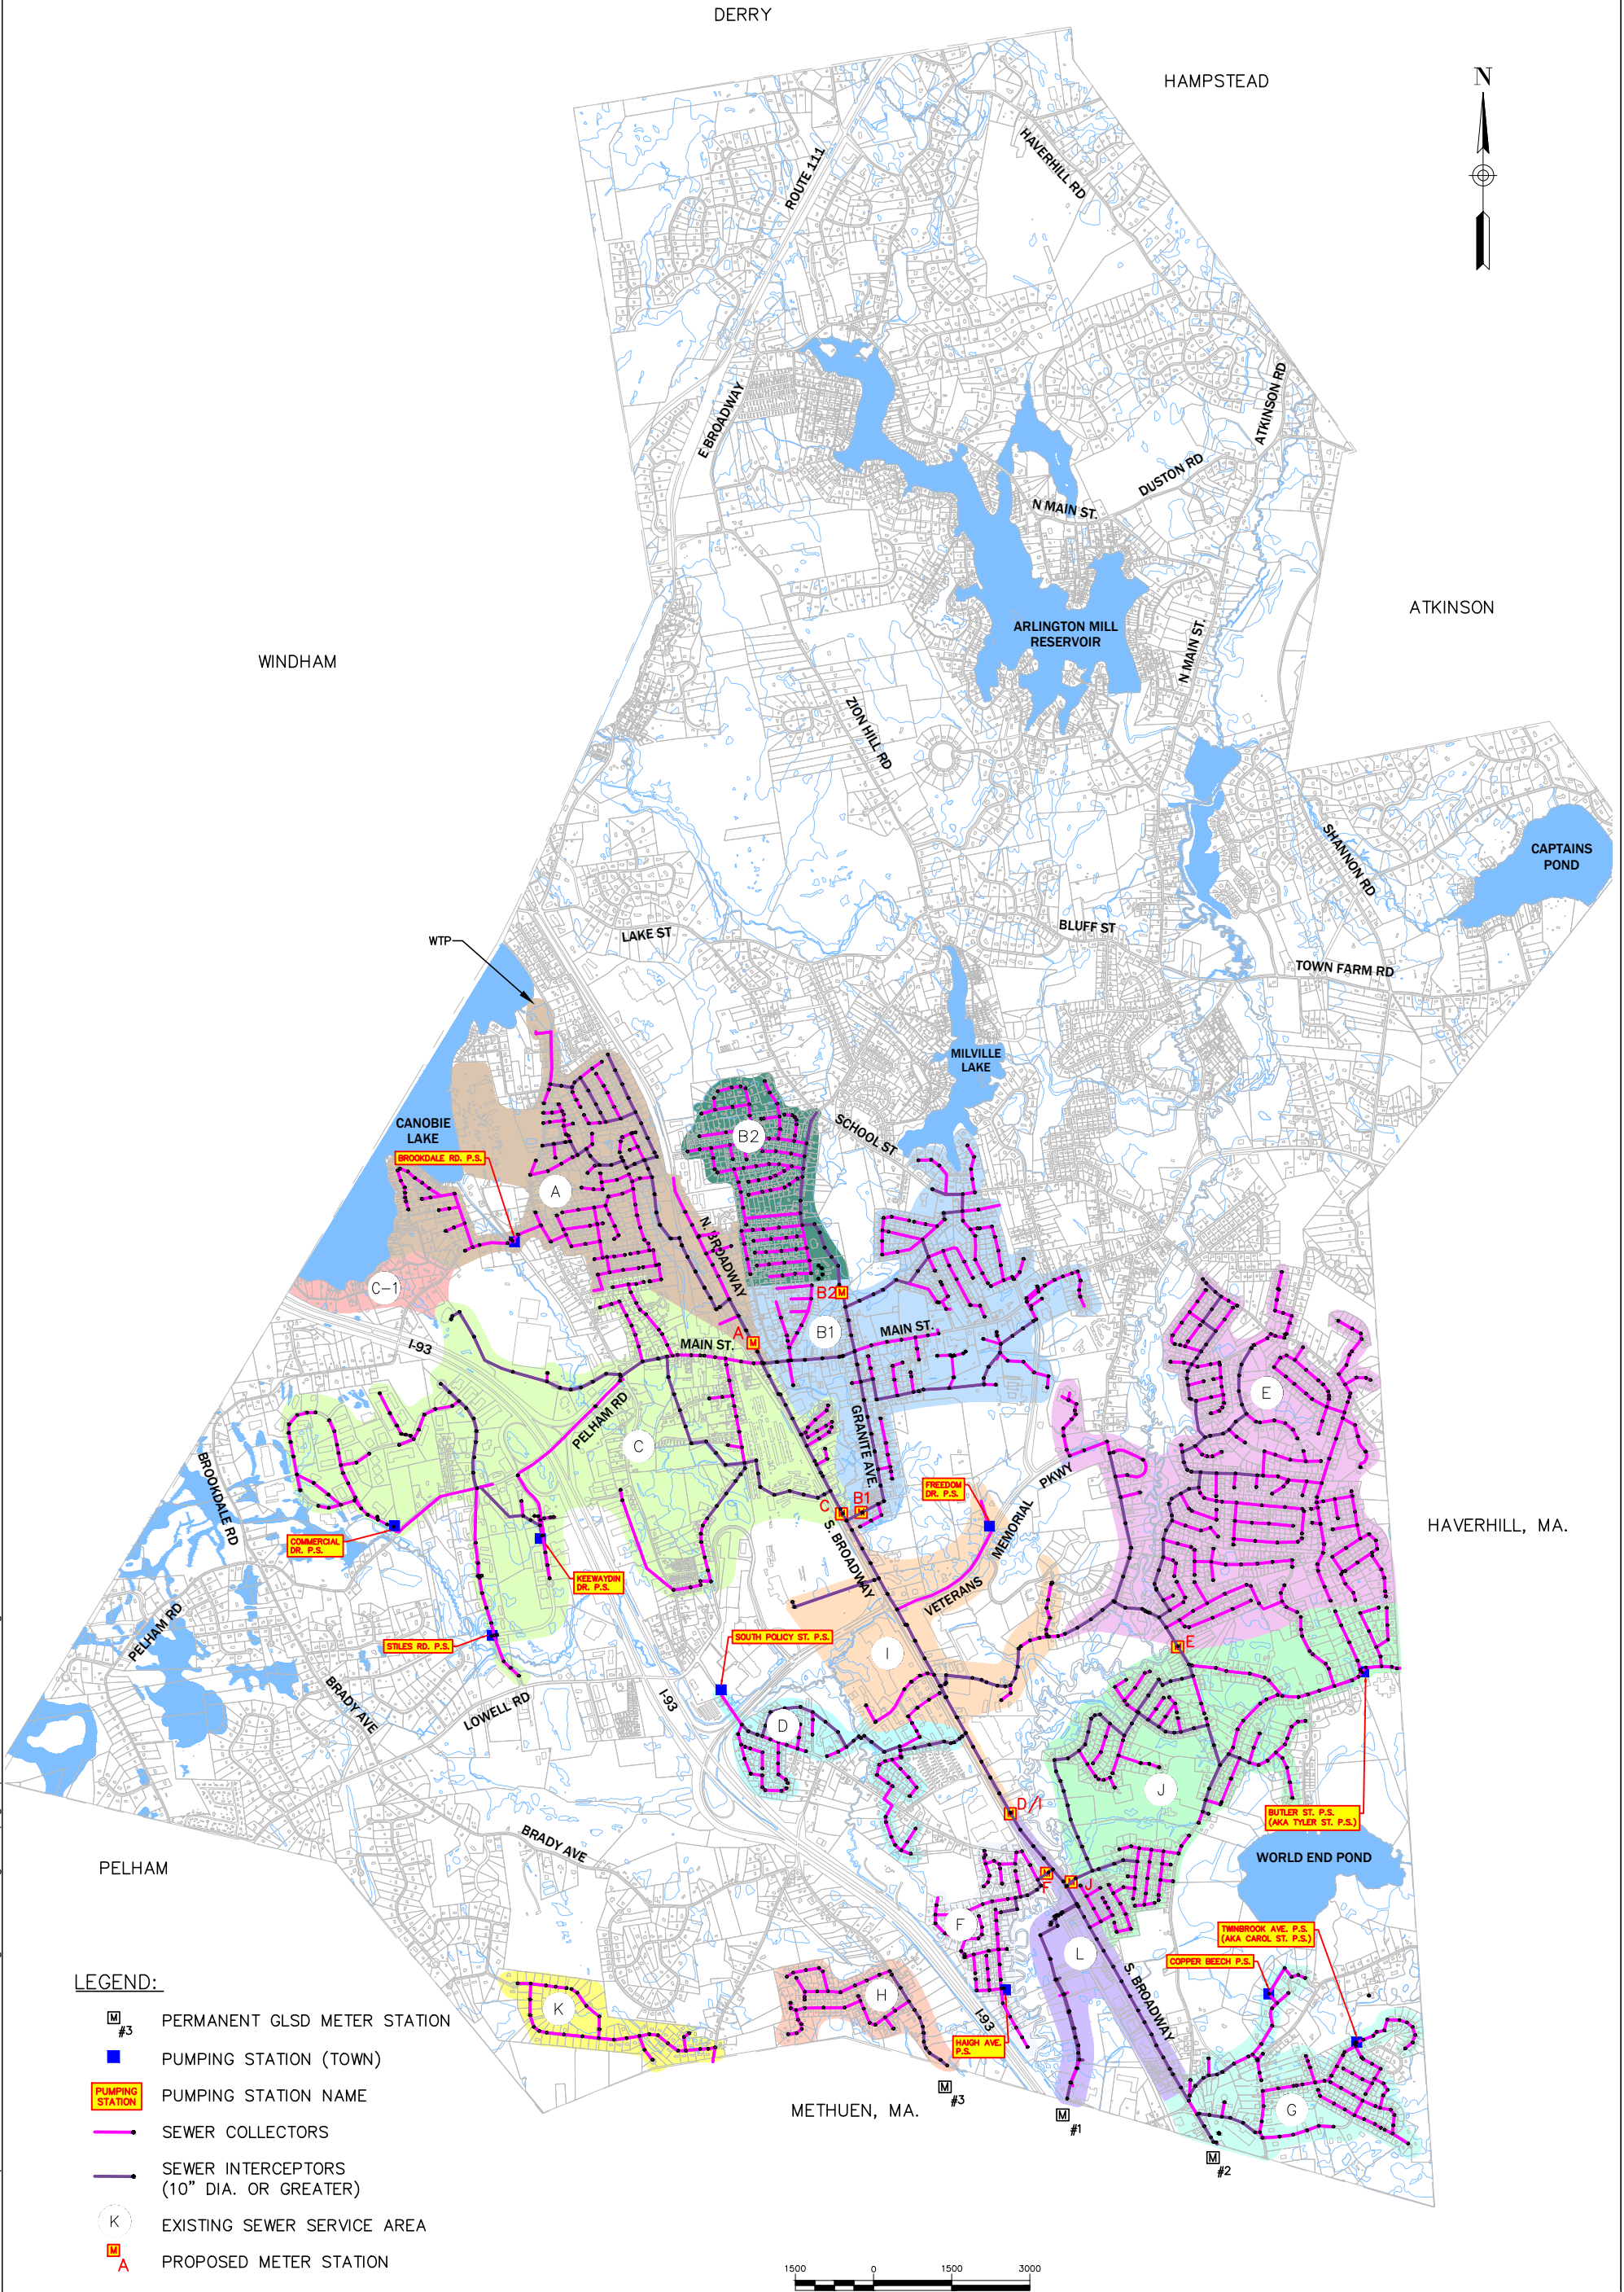 DERRY
HAMPSTEAD
N
HAVERHILL RD
ROUTE 111
E BROADWAY
ATKINSON RD
DUSTON RD
N MAIN ST.
ATKINSON
ARLINGTON MILL
RESERVOIR
N MAIN ST.
WINDHAM
ZION HILL RD
SHANNON RD
CAPTAINS
POND
LAKE ST
BLUFF ST
WTP
TOWN FARM RD
MILVILLE
LAKE
CANOBIE
LAKE
SCHOOL ST
B2
BROOKDALE RD. P.S.
A
N. BROADWAY
C-1
B2
M
B1
MAIN ST.
A
M
MAIN ST.
I-93
E
PELHAM RD
C
GRANITE AVE.
BROOKDALE RD
PKWY
FREEDOM
DR. P.S.
MEMORIAL
C
M
B1
M
HAVERHILL, MA.
COMMERCIAL
DR. P.S.
S. BROADWAY
KEEWAYDIN
DR. P.S.
VETERANS
PELHAM RD
STILES RD. P.S.
SOUTH POLICY ST. P.S.
I
M
E
BRADY AVE
LOWELL RD
I-93
D
J
M
D/I
BUTLER ST. P.S.
(AKA TYLER ST. P.S.)
BRADY AVE
PELHAM
WORLD END POND
M
F
M
J
F
TWINBROOK AVE. P.S.
(AKA CAROL ST. P.S.)
L
COPPER BEECH P.S.
S. BROADWAY
K
H
I-93
HAIGH AVE.
P.S.
M
#3
METHUEN, MA.
M
#1
G
M
#2
LEGEND:
M
#3
PERMANENT GLSD METER STATION
PUMPING STATION (TOWN)
PUMPING
STATION
PUMPING STATION NAME
SEWER COLLECTORS
SEWER INTERCEPTORS
(10" DIA. OR GREATER)
K
EXISTING SEWER SERVICE AREA
M
A
PROPOSED METER STATION
1500 0 1500 3000